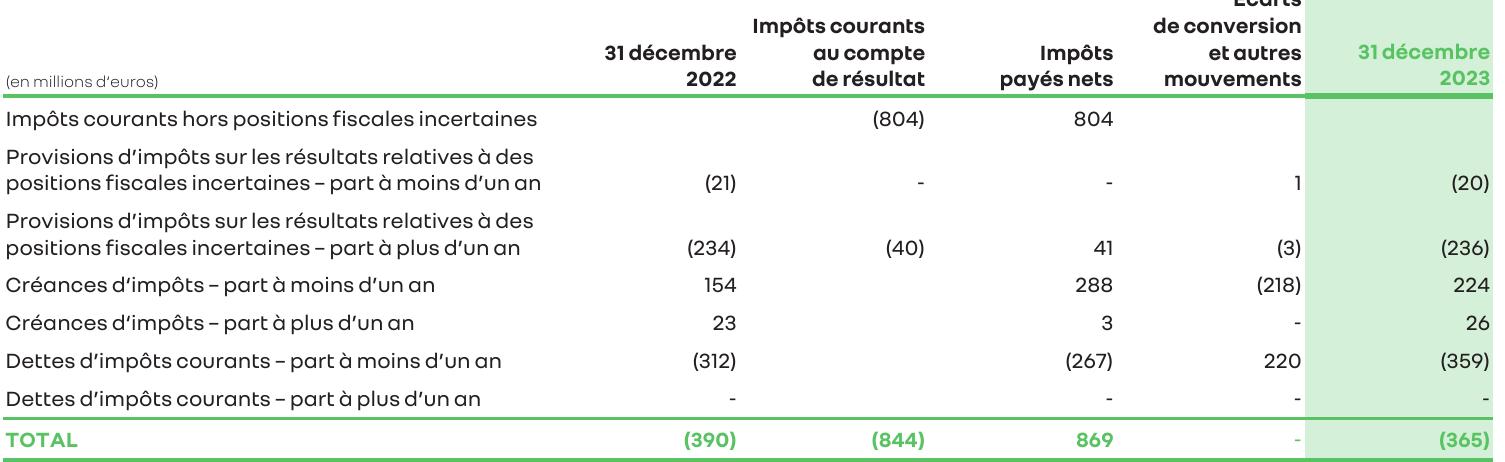 Écarts
Impôts courants de conversion
31 décembre au compte Impôts et autres 31 décembre
(en millions d'euros) 2022 de résultat payés nets mouvements 2023
Impôts courants hors positions fiscales incertaines (804) 804
Provisions d'impôts sur les résultats relatives à des
positions fiscales incertaines – part à moins d'un an (21) - - 1 (20)
Provisions d'impôts sur les résultats relatives à des
positions fiscales incertaines – part à plus d'un an (234) (40) 41 (3) (236)
Créances d'impôts – part à moins d'un an 154 288 (218) 224
Créances d'impôts – part à plus d'un an 23 3 - 26
Dettes d'impôts courants – part à moins d'un an (312) (267) 220 (359)
Dettes d'impôts courants – part à plus d'un an - - - -
TOTAL (390) (844) 869 - (365)